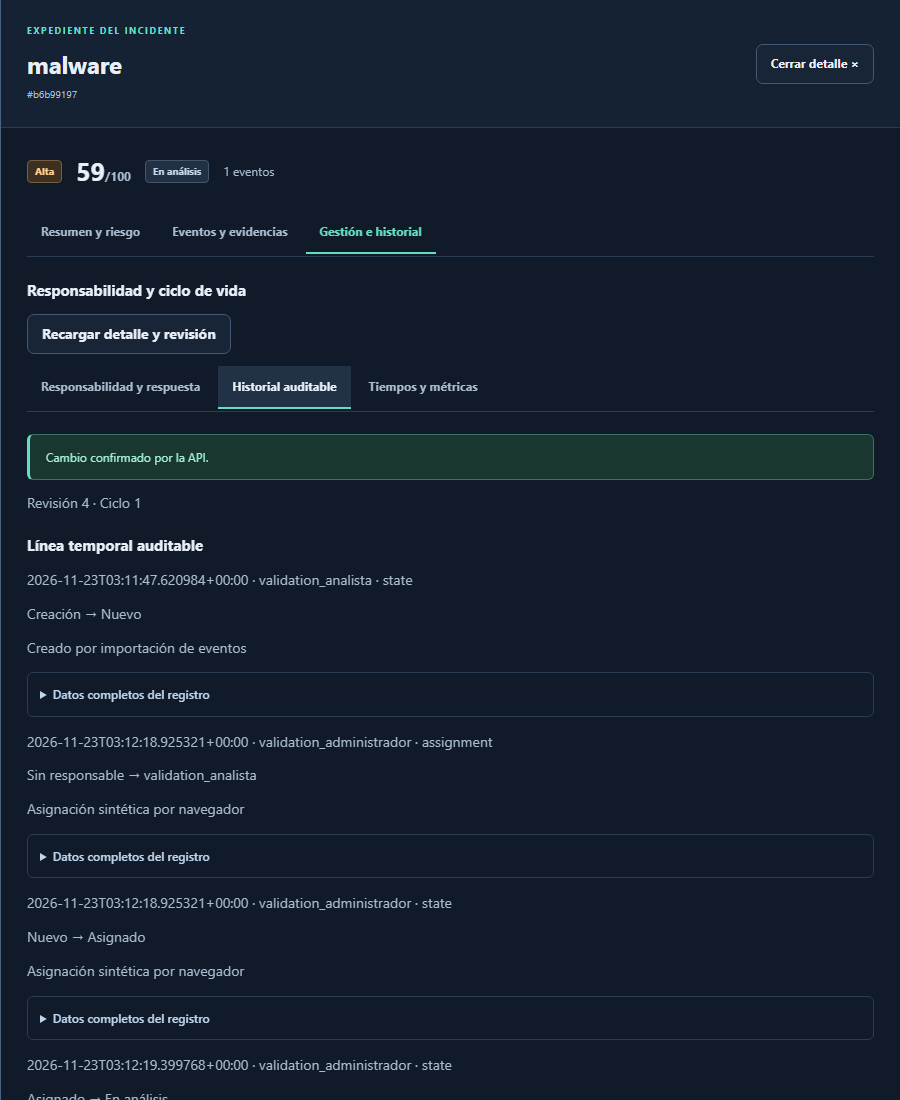 EXPEDIENTE DEL INCIDENTE
malware
Cerrar detalle ×
#b6b99197
Alta 59/100 En análisis 1 eventos
Resumen y riesgo Eventos y evidencias Gestión e historial
Responsabilidad y ciclo de vida
Recargar detalle y revisión
Responsabilidad y respuesta Historial auditable Tiempos y métricas
Cambio confirmado por la API.
Revisión 4 · Ciclo 1
Línea temporal auditable
2026-11-23T03:11:47.620984+00:00 · validation_analista · state
Creación → Nuevo
Creado por importación de eventos
▶ Datos completos del registro
2026-11-23T03:12:18.925321+00:00 · validation_administrador · assignment
Sin responsable → validation_analista
Asignación sintética por navegador
▶ Datos completos del registro
2026-11-23T03:12:18.925321+00:00 · validation_administrador · state
Nuevo → Asignado
Asignación sintética por navegador
▶ Datos completos del registro
2026-11-23T03:12:19.399768+00:00 · validation_administrador · state
Asignado → En análisis